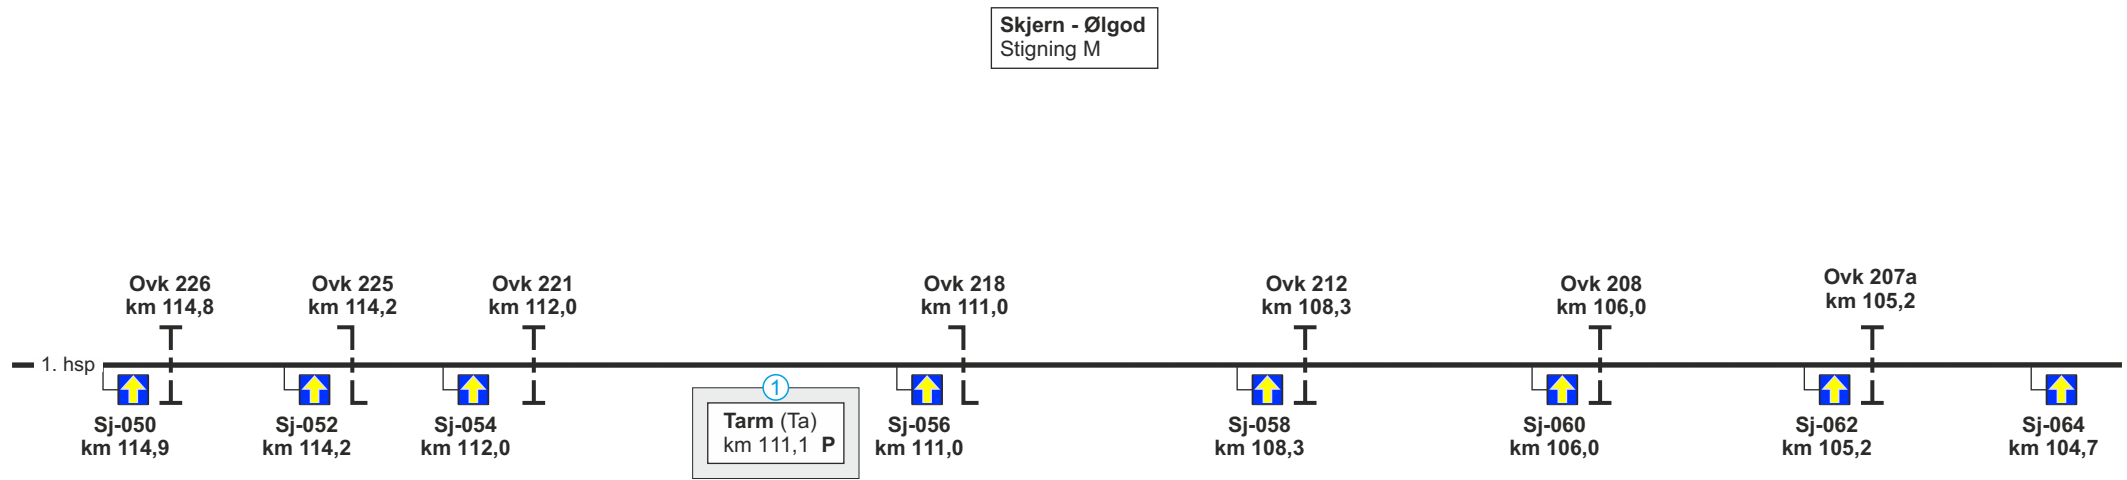 Skjern - Ølgod
Stigning M
Ovk 226
km 114,8
Ovk 225
km 114,2
Ovk 221
km 112,0
Ovk 218
km 111,0
Ovk 212
km 108,3
Ovk 208
km 106,0
Ovk 207a
km 105,2
1. hsp
Sj-050
km 114,9
Sj-052
km 114,2
Sj-054
km 112,0
1
Tarm (Ta)
km 111,1 P
Sj-056
km 111,0
Sj-058
km 108,3
Sj-060
km 106,0
Sj-062
km 105,2
Sj-064
km 104,7